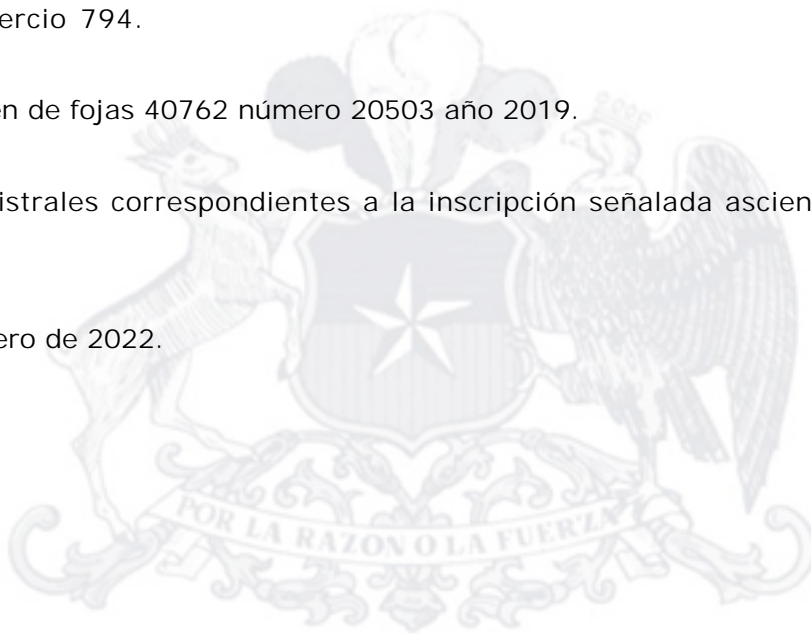 ercio 794.
en de fojas 40762 número 20503 año 2019.
istrales correspondientes a la inscripción señalada ascien
ero de 2022.
POR LA RAZON O LA FUERZA